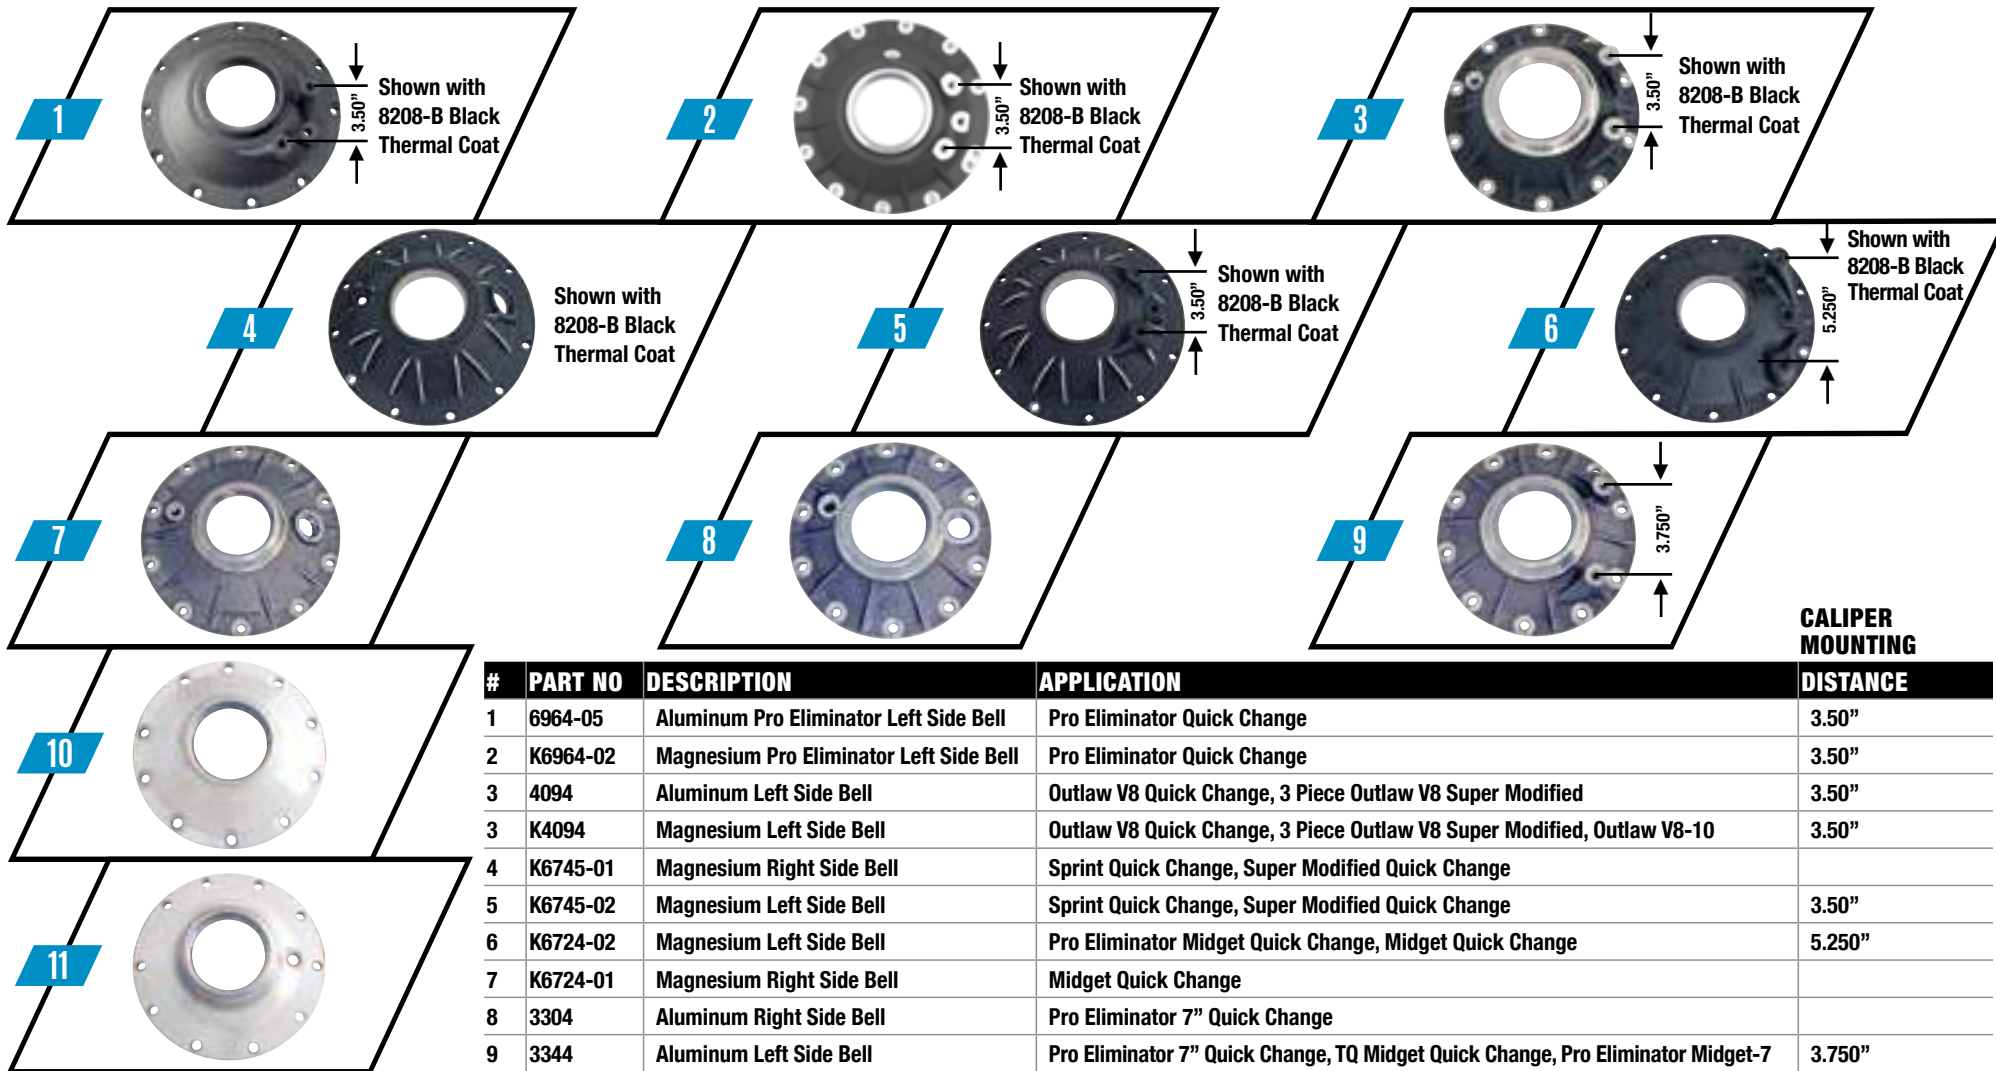 1
3.50”
Shown with
8208-B Black
Thermal Coat
2
3.50”
Shown with
8208-B Black
Thermal Coat
3
3.50”
Shown with
8208-B Black
Thermal Coat
4
Shown with
8208-B Black
Thermal Coat
5
3.50”
Shown with
8208-B Black
Thermal Coat
6
5.250”
Shown with
8208-B Black
Thermal Coat
7
8
9
3.750”
10
11
CALIPER
MOUNTING
# PART NO DESCRIPTION APPLICATION DISTANCE
1 6964-05 Aluminum Pro Eliminator Left Side Bell Pro Eliminator Quick Change 3.50”
2 K6964-02 Magnesium Pro Eliminator Left Side Bell Pro Eliminator Quick Change 3.50”
3 4094 Aluminum Left Side Bell Outlaw V8 Quick Change, 3 Piece Outlaw V8 Super Modified 3.50”
3 K4094 Magnesium Left Side Bell Outlaw V8 Quick Change, 3 Piece Outlaw V8 Super Modified, Outlaw V8-10 3.50”
4 K6745-01 Magnesium Right Side Bell Sprint Quick Change, Super Modified Quick Change
5 K6745-02 Magnesium Left Side Bell Sprint Quick Change, Super Modified Quick Change 3.50”
6 K6724-02 Magnesium Left Side Bell Pro Eliminator Midget Quick Change, Midget Quick Change 5.250”
7 K6724-01 Magnesium Right Side Bell Midget Quick Change
8 3304 Aluminum Right Side Bell Pro Eliminator 7” Quick Change
9 3344 Aluminum Left Side Bell Pro Eliminator 7” Quick Change, TQ Midget Quick Change, Pro Eliminator Midget-7 3.750”